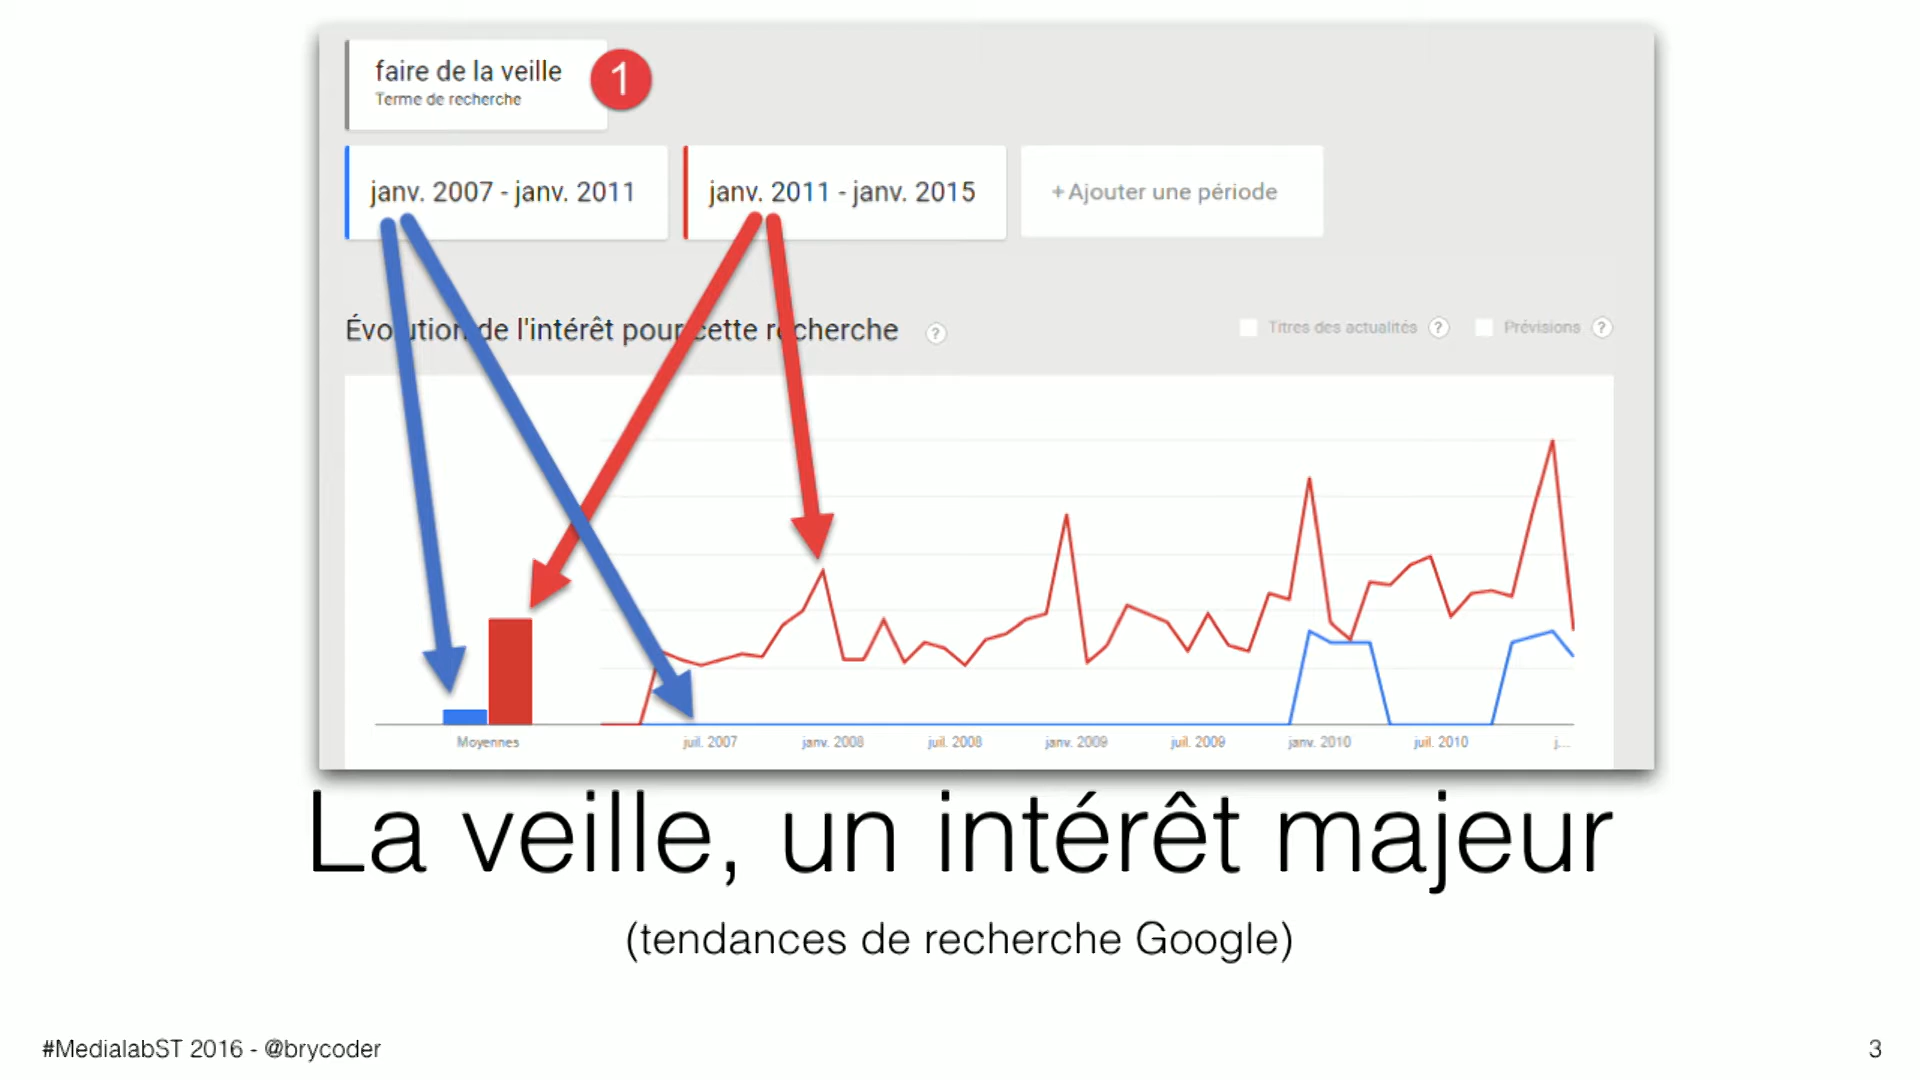 faire de la veille
Terme de recherche
1
janv. 2007 - janv. 2011
janv. 2011 - janv. 2015
+Ajouter une période
Évolution de l'intérêt pour cette recherche
?
Titres des actualités ?
Prévisions ?
Moyennes
juil. 2007
janv. 2008
juil. 2008
janv. 2009
juil. 2009
janv. 2010
juil. 2010
j...
La veille, un intérêt majeur
(tendances de recherche Google)
#MedialabST 2016 - @brycoder
3